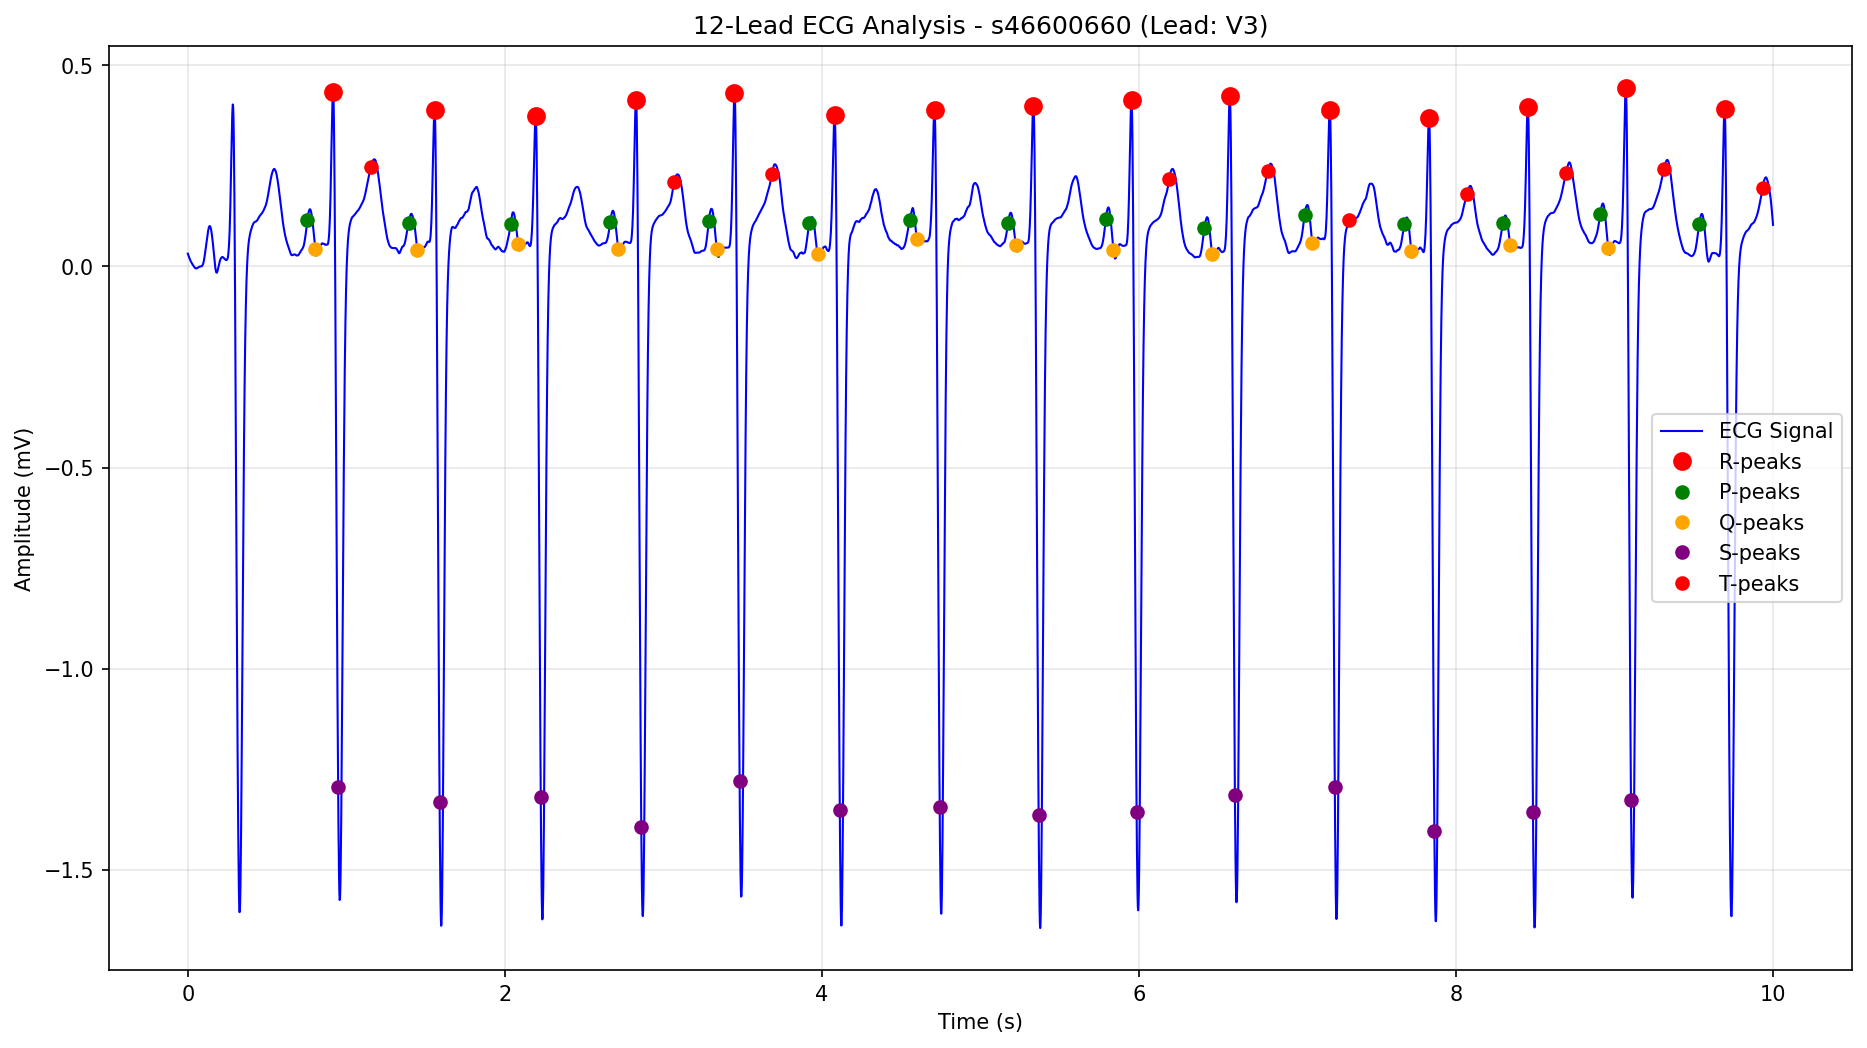 12-Lead ECG Analysis - s46600660 (Lead: V3)
Amplitude (mV)
0.5
0.0
−0.5
−1.0
−1.5
0 2 4 6 8 10
Time (s)
ECG Signal
R-peaks
P-peaks
Q-peaks
S-peaks
T-peaks